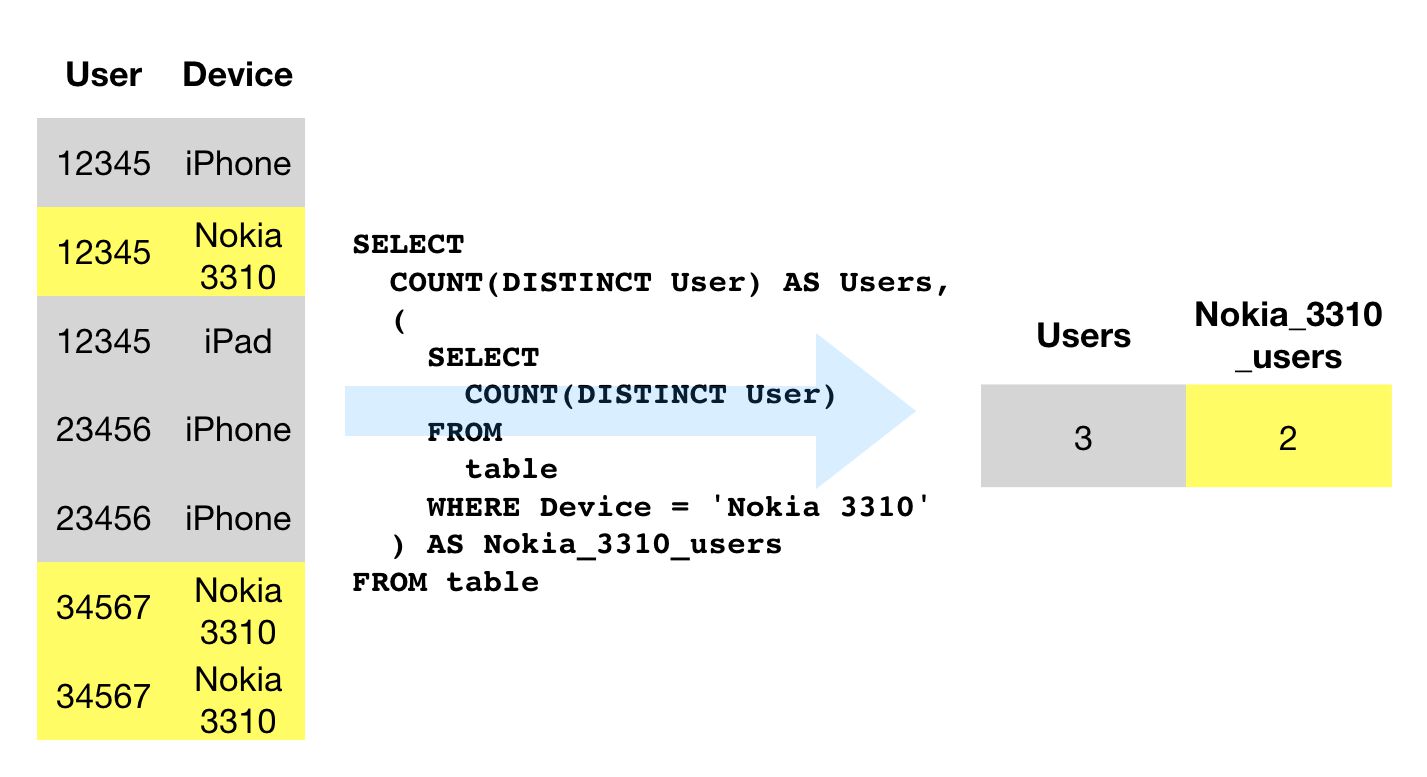 User Device
12345 iPhone
12345 Nokia 3310
12345 iPad
23456 iPhone
23456 iPhone
34567 Nokia 3310
34567 Nokia 3310
SELECT
  COUNT(DISTINCT User) AS Users,
  (
    SELECT
      COUNT(DISTINCT User)
    FROM
      table
    WHERE Device = 'Nokia 3310'
  ) AS Nokia_3310_users
FROM table
Users Nokia_3310
_users
3 2